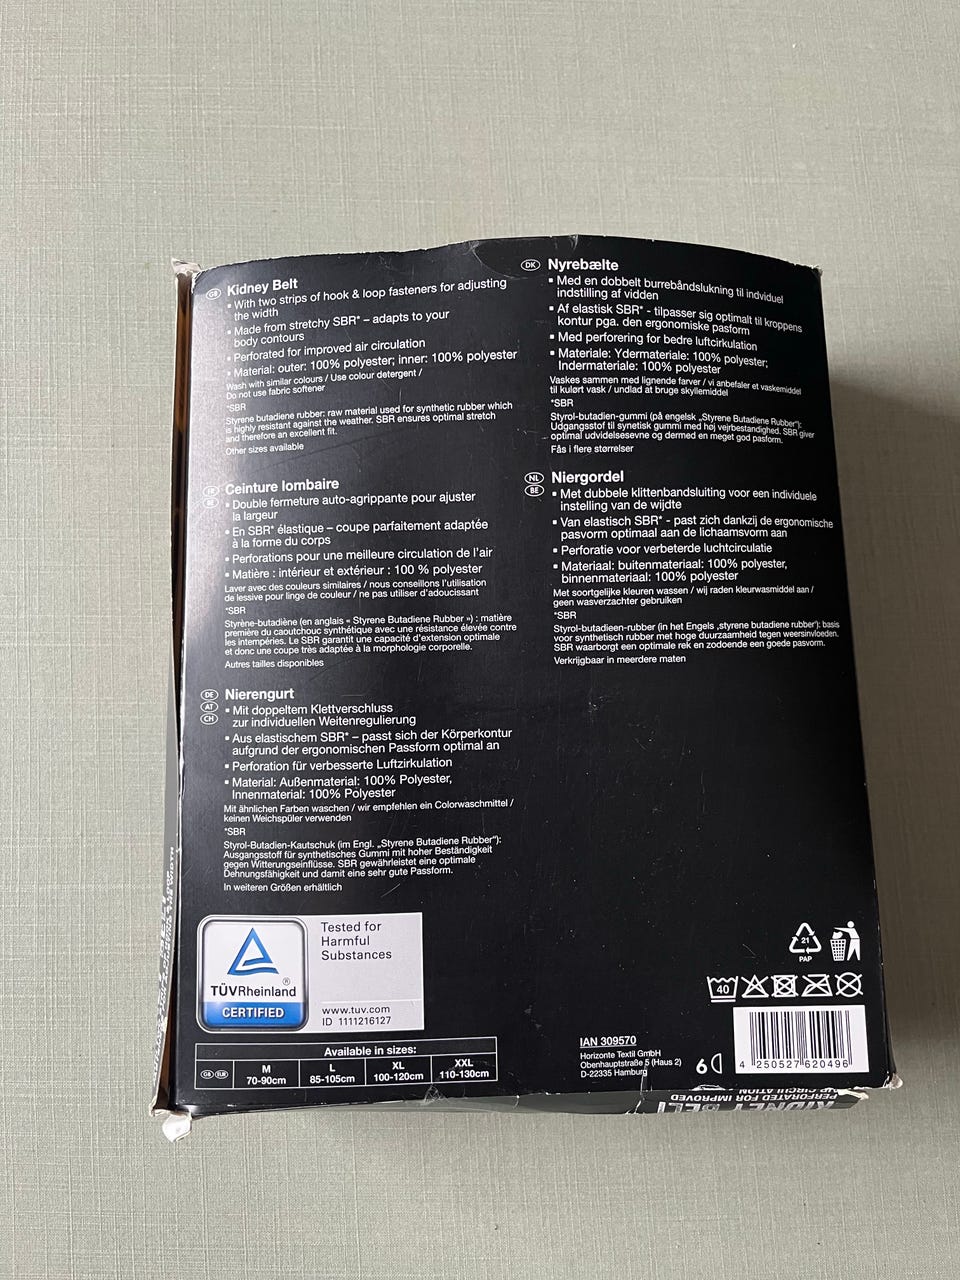 GB
Kidney Belt
▪ With two strips of hook & loop fasteners for adjusting
the width
▪ Made from stretchy SBR* – adapts to your
body contours
▪ Perforated for improved air circulation
▪ Material: outer: 100% polyester; inner: 100% polyester
Wash with similar colours / Use colour detergent /
Do not use fabric softener
*SBR
Styrene butadiene rubber: raw material used for synthetic rubber which
is highly resistant against the weather. SBR ensures optimal stretch
and therefore an excellent fit.
Other sizes available
FR
BE
Ceinture lombaire
▪ Double fermeture auto-agrippante pour ajuster
la largeur
▪ En SBR* élastique – coupe parfaitement adaptée
à la forme du corps
▪ Perforations pour une meilleure circulation de l'air
▪ Matière : intérieur et extérieur : 100 % polyester
Laver avec des couleurs similaires / nous conseillons l'utilisation
de lessive pour linge de couleur / ne pas utiliser d'adoucissant
*SBR
Styrène-butadiène (en anglais « Styrene Butadiene Rubber ») : matière
première du caoutchouc synthétique avec une résistance élevée contre
les intempéries. Le SBR garantit une capacité d'extension optimale
et donc une coupe très adaptée à la morphologie corporelle.
Autres tailles disponibles
DE
AT
CH
Nierengurt
▪ Mit doppeltem Klettverschluss
zur individuellen Weitenregulierung
▪ Aus elastischem SBR* – passt sich der Körperkontur
aufgrund der ergonomischen Passform optimal an
▪ Perforation für verbesserte Luftzirkulation
▪ Material: Außenmaterial: 100% Polyester,
Innenmaterial: 100% Polyester
Mit ähnlichen Farben waschen / wir empfehlen ein Colorwaschmittel /
keinen Weichspüler verwenden
*SBR
Styrol-Butadien-Kautschuk (im Engl. „Styrene Butadiene Rubber"):
Ausgangsstoff für synthetisches Gummi mit hoher Beständigkeit
gegen Witterungseinflüsse. SBR gewährleistet eine optimale
Dehnungsfähigkeit und damit eine sehr gute Passform.
In weiteren Größen erhältlich
DK
Nyrebælte
▪ Med en dobbelt burrebåndslukning til induviduel
indstilling af vidden
▪ Af elastisk SBR* - tilpasser sig optimalt til kroppens
kontur pga. den ergonomiske pasform
▪ Med perforering for bedre luftcirkulation
▪ Materiale: Ydermateriale: 100% polyester;
Indermateriale: 100% polyester
Vaskes sammen med lignende farver / vi anbefaler et vaskemiddel
til kulørt vask / undlad at bruge skyllemiddel
*SBR
Styrol-butadien-gummi (på engelsk „Styrene Butadiene Rubber"):
Udgangsstof til synetisk gummi med høj vejrbestandighed. SBR giver
optimal udvidelsesevne og dermed en meget god pasform.
Fås i flere størrelser
NL
BE
Niergordel
▪ Met dubbele klittenbandsluiting voor een individuele
instelling van de wijdte
▪ Van elastisch SBR* - past zich dankzij de ergonomische
pasvorm optimaal aan de lichaamsvorm aan
▪ Perforatie voor verbeterde luchtcirculatie
▪ Materiaal: buitenmateriaal: 100% polyester,
binnenmateriaal: 100% polyester
Met soortgelijke kleuren wassen / wij raden kleurwasmiddel aan /
geen wasverzachter gebruiken
*SBR
Styrol-butadieen-rubber (in het Engels „styrene butadiene rubber"): basis
voor synthetisch rubber met hoge duurzaamheid tegen weersinvloeden.
SBR waarborgt een optimale rek en zodoende een goede pasvorm.
Verkrijgbaar in meerdere maten
TÜVRheinland®
CERTIFIED
Tested for
Harmful
Substances
www.tuv.com
ID 1111216127
Available in sizes:
GB EUR
M
70-90cm
L
85-105cm
XL
100-120cm
XXL
110-130cm
IAN 309570
Horizonte Textil GmbH
Obenhauptstraße 5 (Haus 2)
D-22335 Hamburg
21
PAP
40
6
4 250527 620496
KIDNEY BELT
PERFORATED FOR IMPROVED
AIR CIRCULATION